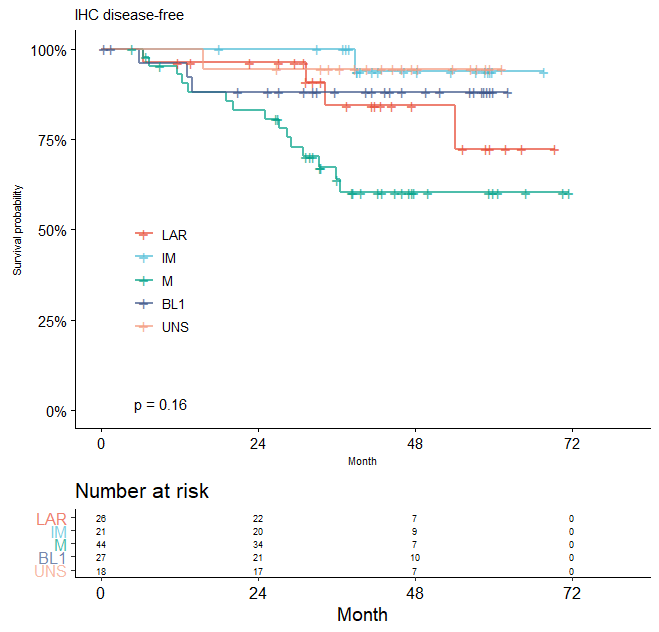 IHC disease-free
100%
75%
50%
25%
0%
Survival probability
LAR
IM
M
BL1
UNS
p = 0.16
0 24 48 72
Month
Number at risk
LAR 26 22 7 0
IM 21 20 9 0
M 44 34 7 0
BL1 27 21 10 0
UNS 18 17 7 0
0 24 48 72
Month